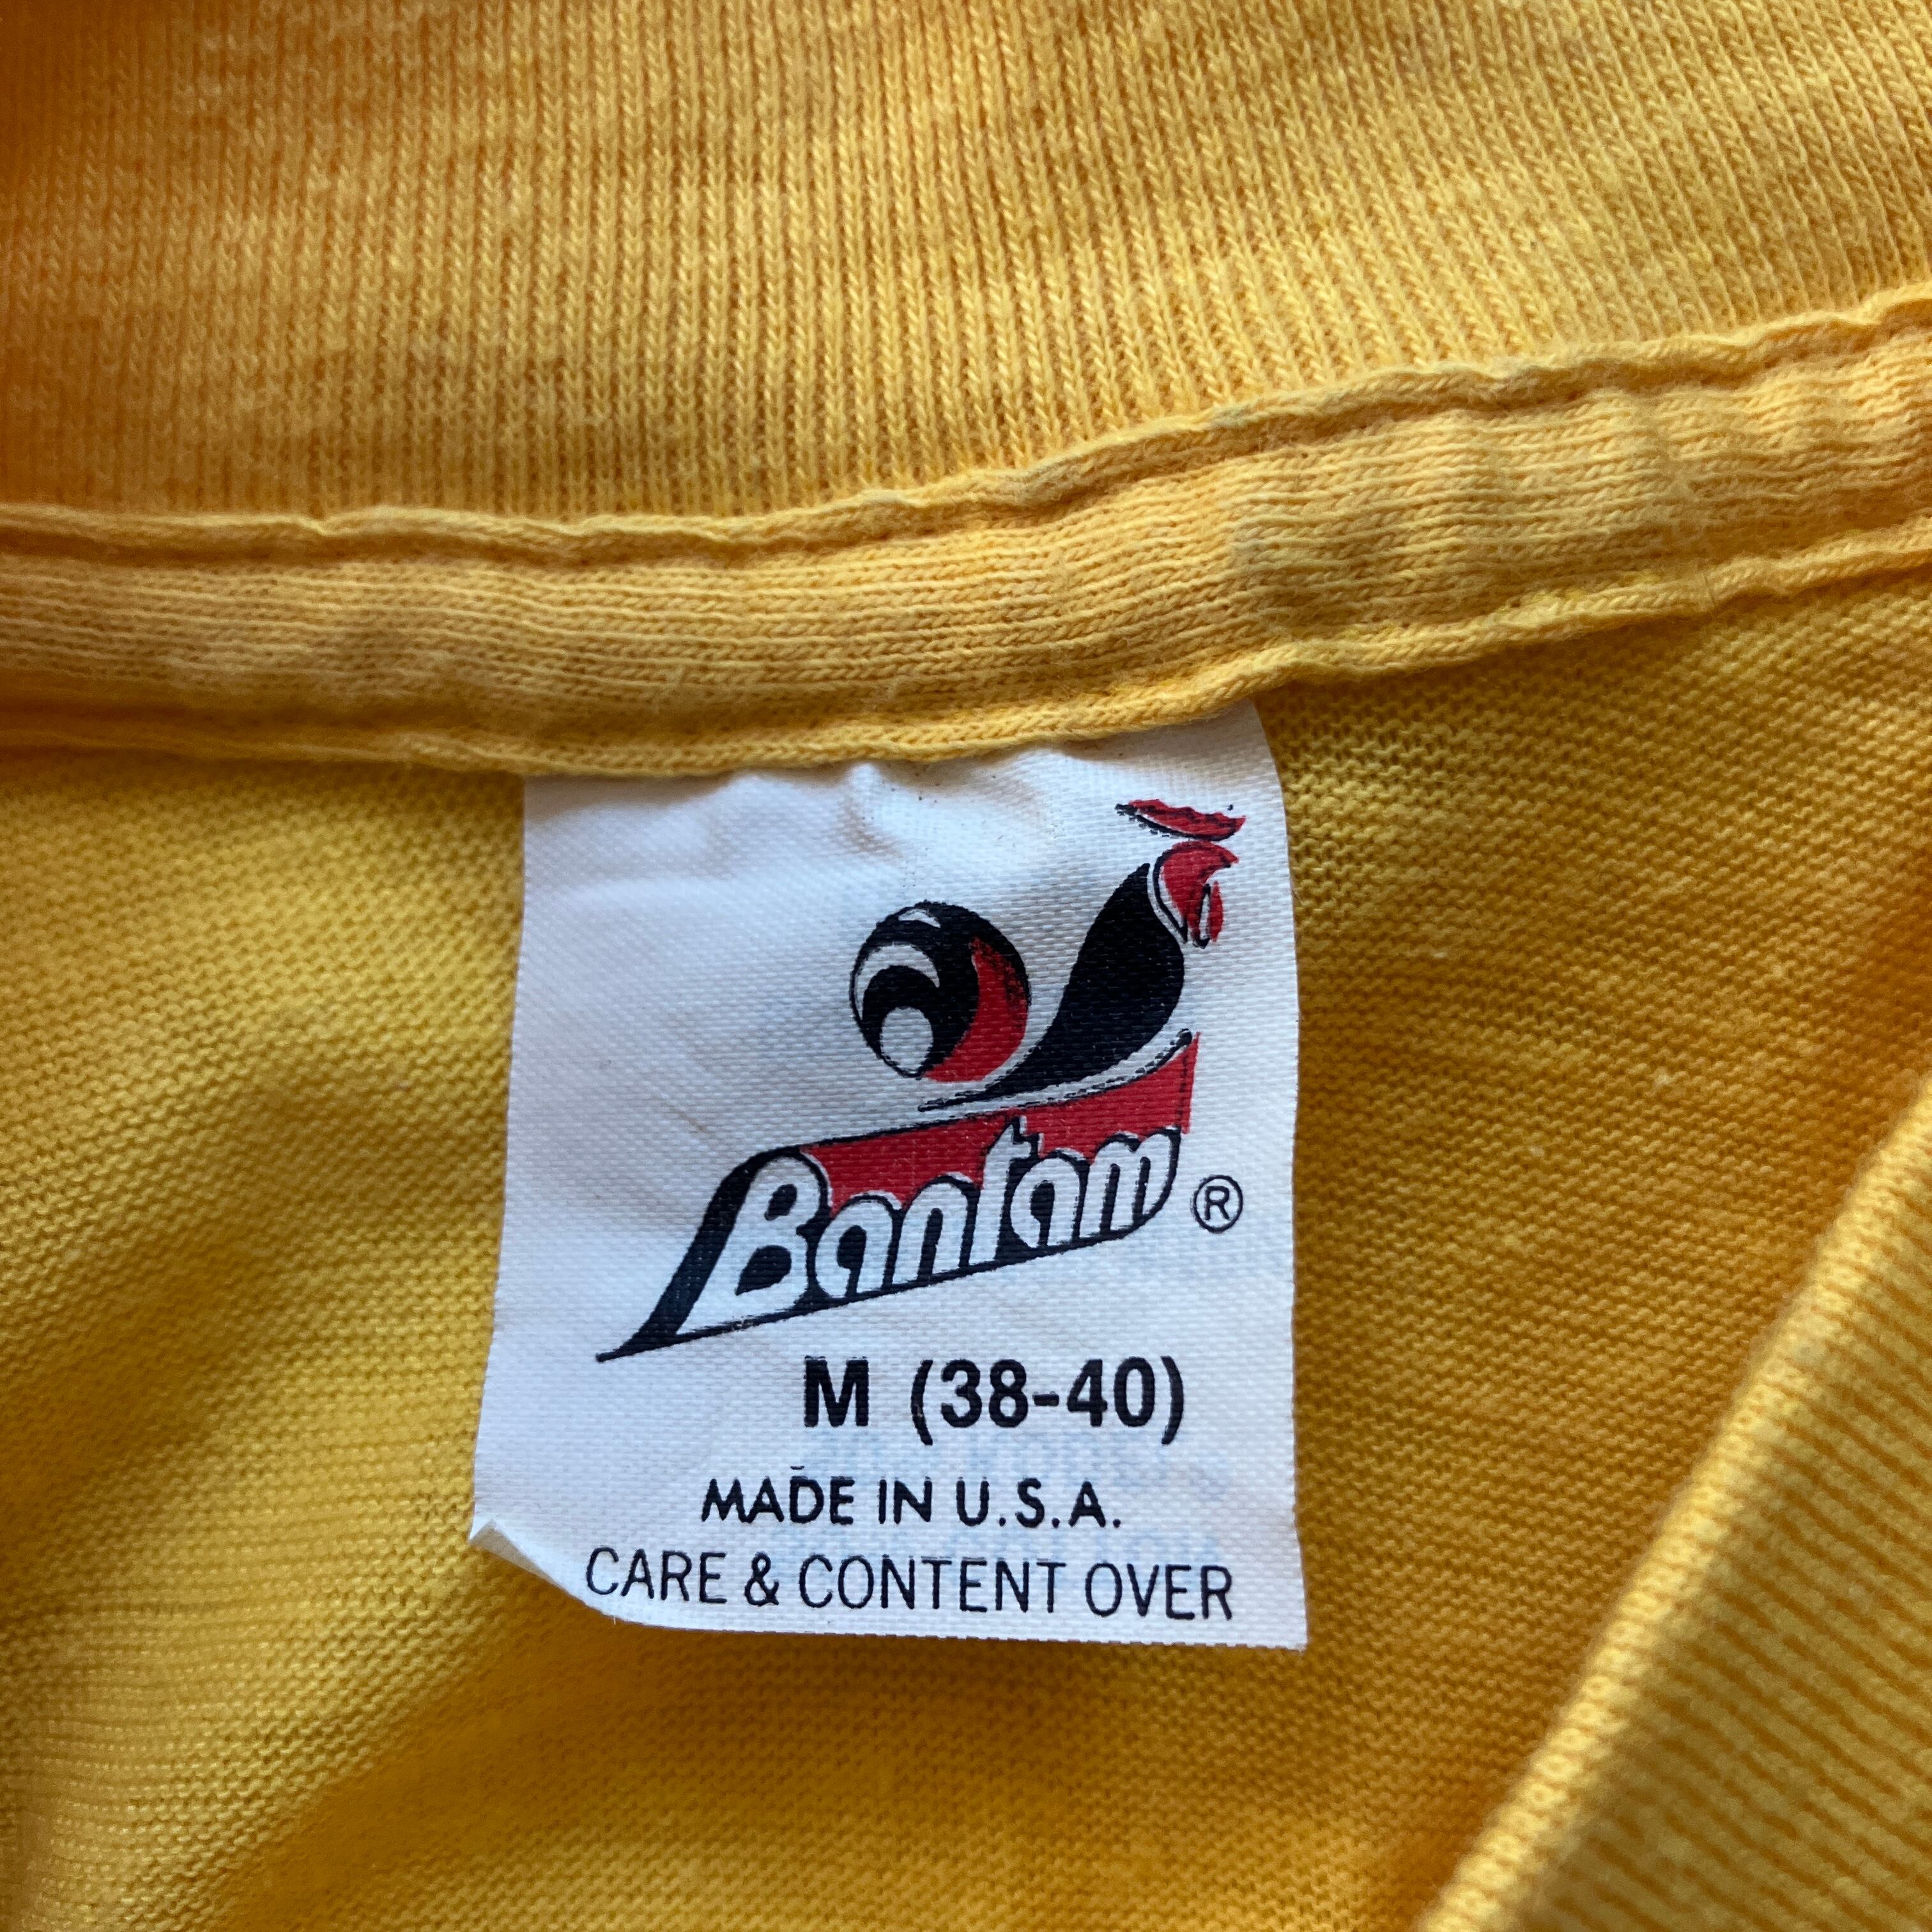 Bantam ®
M (38-40)
MADE IN U.S.A.
CARE & CONTENT OVER